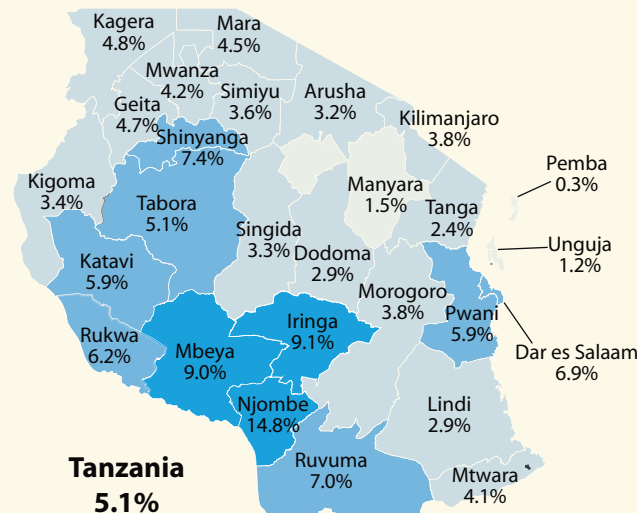 Kagera
4.8%
Mara
4.5%
Mwanza
4.2%
Simiyu
3.6%
Arusha
3.2%
Geita
4.7%
Kilimanjaro
3.8%
Shinyanga
7.4%
Pemba
0.3%
Kigoma
3.4%
Tabora
5.1%
Manyara
1.5%
Tanga
2.4%
Singida
3.3%
Unguja
1.2%
Dodoma
2.9%
Katavi
5.9%
Morogoro
3.8%
Pwani
5.9%
Rukwa
6.2%
Iringa
9.1%
Mbeya
9.0%
Dar es Salaam
6.9%
Njombe
14.8%
Lindi
2.9%
Ruvuma
7.0%
Mtwara
4.1%
Tanzania
5.1%